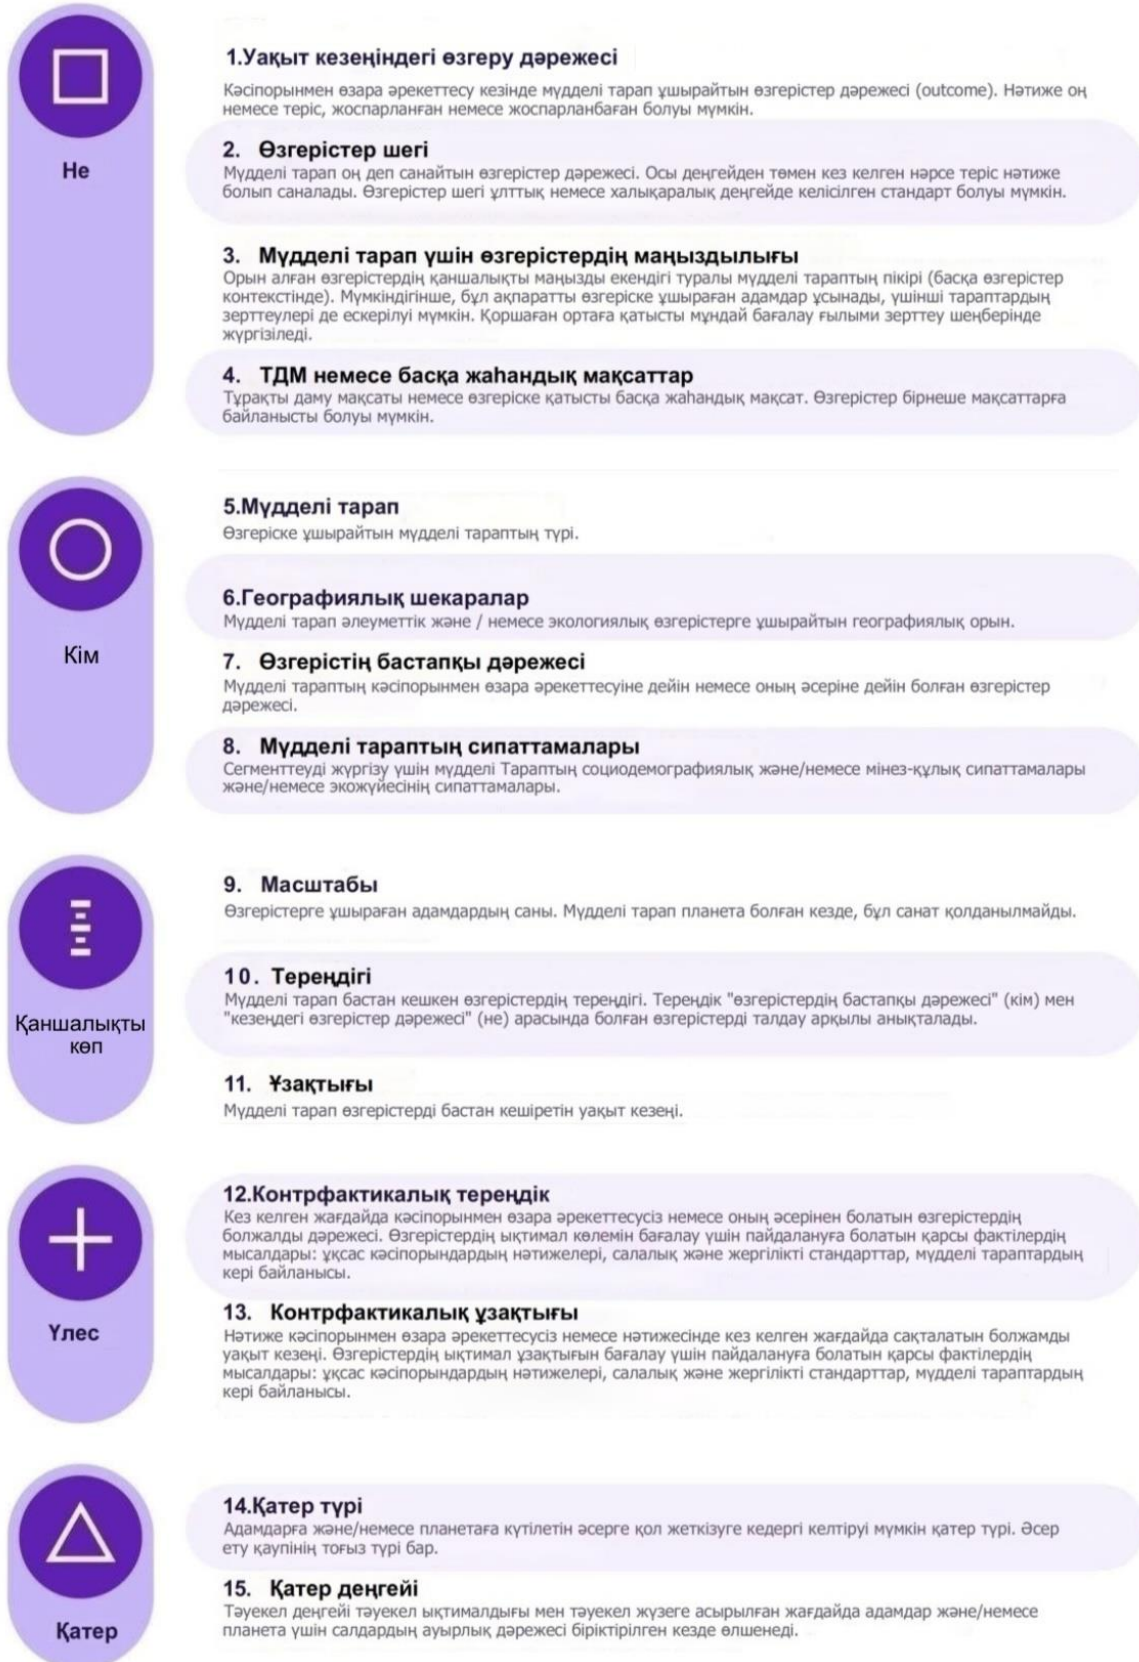 Не
1.Уақыт кезеңіндегі өзгеру дәрежесі
Кәсіпорынмен өзара әрекеттесу кезінде мүдделі тарап ұшырайтын өзгерістер дәрежесі (outcome). Нәтиже оң
немесе теріс, жоспарланған немесе жоспарланбаған болуы мүмкін.
2. Өзгерістер шегі
Мүдделі тарап оң деп санайтын өзгерістер дәрежесі. Осы деңгейден төмен кез келген нәрсе теріс нәтиже
болып саналады. Өзгерістер шегі ұлттық немесе халықаралық деңгейде келісілген стандарт болуы мүмкін.
3. Мүдделі тарап үшін өзгерістердің маңыздылығы
Орын алған өзгерістердің қаншалықты маңызды екендігі туралы мүдделі тараптың пікірі (басқа өзгерістер
контекстінде). Мүмкіндігінше, бұл ақпаратты өзгеріске ұшыраған адамдар ұсынады, үшінші тараптардың
зерттеулері де ескерілуі мүмкін. Қоршаған ортаға қатысты мұндай бағалау ғылыми зерттеу шеңберінде
жүргізіледі.
4. ТДМ немесе басқа жаһандық мақсаттар
Тұрақты даму мақсаты немесе өзгеріске қатысты басқа жаһандық мақсат. Өзгерістер бірнеше мақсаттарға
байланысты болуы мүмкін.
Кім
5.Мүдделі тарап
Өзгеріске ұшырайтын мүдделі тараптың түрі.
6.Географиялық шекаралар
Мүдделі тарап әлеуметтік және / немесе экологиялық өзгерістерге ұшырайтын географиялық орын.
7. Өзгерістің бастапқы дәрежесі
Мүдделі тараптың кәсіпорынмен өзара әрекеттесуіне дейін немесе оның әсеріне дейін болған өзгерістер
дәрежесі.
8. Мүдделі тараптың сипаттамалары
Сегменттеуді жүргізу үшін мүдделі Тараптың социодемографиялық және/немесе мінез-құлық сипаттамалары
және/немесе экожүйесінің сипаттамалары.
Қаншалықты
көп
9. Масштабы
Өзгерістерге ұшыраған адамдардың саны. Мүдделі тарап планета болған кезде, бұл санат қолданылмайды.
10. Тереңдігі
Мүдделі тарап бастан кешкен өзгерістердің тереңдігі. Тереңдік "өзгерістердің бастапқы дәрежесі" (кім) мен
"кезеңдегі өзгерістер дәрежесі" (не) арасында болған өзгерістерді талдау арқылы анықталады.
11. Ұзақтығы
Мүдделі тарап өзгерістерді бастан кешіретін уақыт кезеңі.
Үлес
12.Контрфактикалық тереңдік
Кез келген жағдайда кәсіпорынмен өзара әрекеттесусіз немесе оның әсерінен болатын өзгерістердің
болжалды дәрежесі. Өзгерістердің ықтимал көлемін бағалау үшін пайдалануға болатын қарсы фактілердің
мысалдары: ұқсас кәсіпорындардың нәтижелері, салалық және жергілікті стандарттар, мүдделі тараптардың
кері байланысы.
13. Контрфактикалық ұзақтығы
Нәтиже кәсіпорынмен өзара әрекеттесусіз немесе нәтижесінде кез келген жағдайда сақталатын болжамды
уақыт кезеңі. Өзгерістердің ықтимал ұзақтығын бағалау үшін пайдалануға болатын қарсы фактілердің
мысалдары: ұқсас кәсіпорындардың нәтижелері, салалық және жергілікті стандарттар, мүдделі тараптардың
кері байланысы.
Қатер
14.Қатер түрі
Адамдарға және/немесе планетаға күтілетін әсерге қол жеткізуге кедергі келтіруі мүмкін қатер түрі. Әсер
ету қаупінің тоғыз түрі бар.
15. Қатер деңгейі
Тәуекел деңгейі тәуекел ықтималдығы мен тәуекел жүзеге асырылған жағдайда адамдар және/немесе
планета үшін салдардың ауырлық дәрежесі біріктірілген кезде өлшенеді.